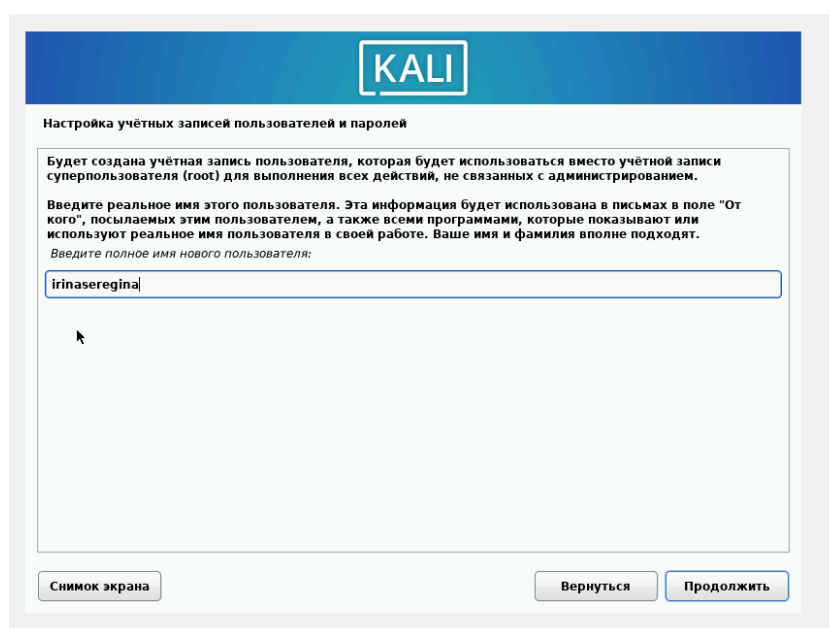 KALI
Настройка учётных записей пользователей и паролей
Будет создана учётная запись пользователя, которая будет использоваться вместо учётной записи
суперпользователя (root) для выполнения всех действий, не связанных с администрированием.
Введите реальное имя этого пользователя. Эта информация будет использована в письмах в поле "От
кого", посылаемых этим пользователем, а также всеми программами, которые показывают или
используют реальное имя пользователя в своей работе. Ваше имя и фамилия вполне подходят.
Введите полное имя нового пользователя:
irinaseregina
Снимок экрана
Вернуться
Продолжить